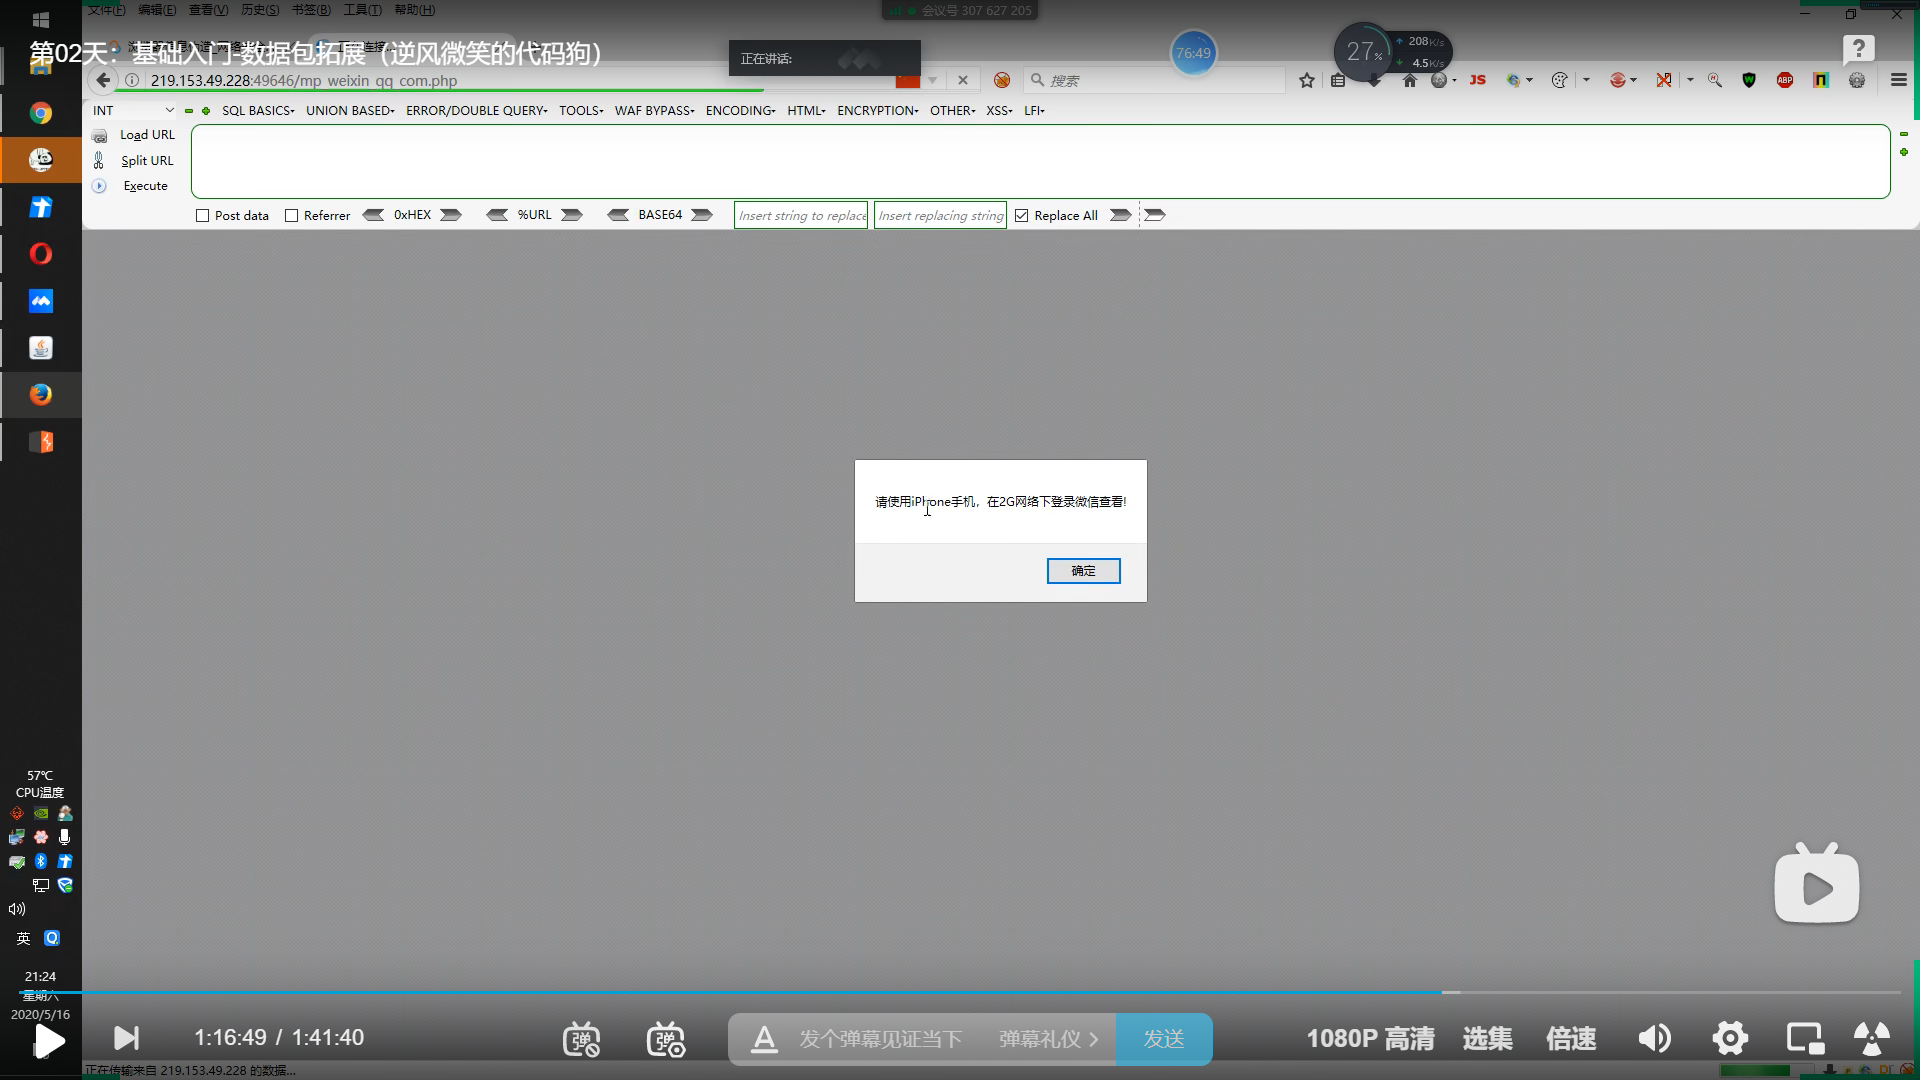 文件(F) 编辑(E) 查看(V) 历史(S) 书签(B) 工具(T) 帮助(H)
会议号 307 627 205
第02天：基础入门-数据包拓展（逆风微笑的代码狗）
正在讲话:
76:49
27%
208K/s
4.5K/s
219.153.49.228:49646/mp_weixin_qq_com.php
搜索
JS
ABP
INT
SQL BASICS UNION BASED ERROR/DOUBLE QUERY TOOLS WAF BYPASS ENCODING HTML ENCRYPTION OTHER XSS LFI
Load URL
Split URL
Execute
Post data Referrer 0xHEX %URL BASE64 Insert string to replace Insert replacing string Replace All
请使用iPhone手机，在2G网络下登录微信查看!
确定
57℃
CPU温度
英
21:24
星期六
2020/5/16
1:16:49 / 1:41:40
弹
弹
发个弹幕见证当下
弹幕礼仪
发送
1080P 高清
选集
倍速
正在传输来自 219.153.49.228 的数据...